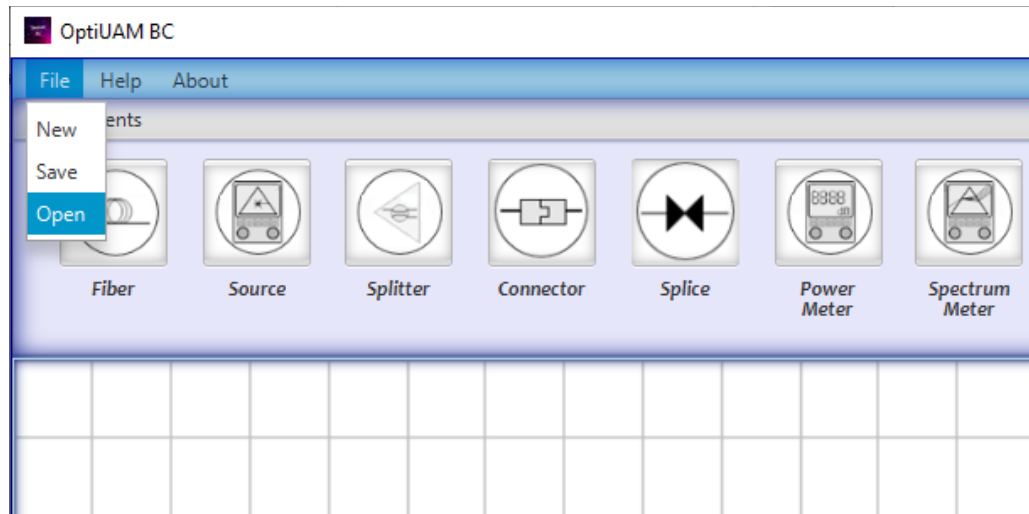 OptiUAM BC
File Help About
New
ents
Save
Open
Fiber Source Splitter Connector Splice Power Meter Spectrum Meter